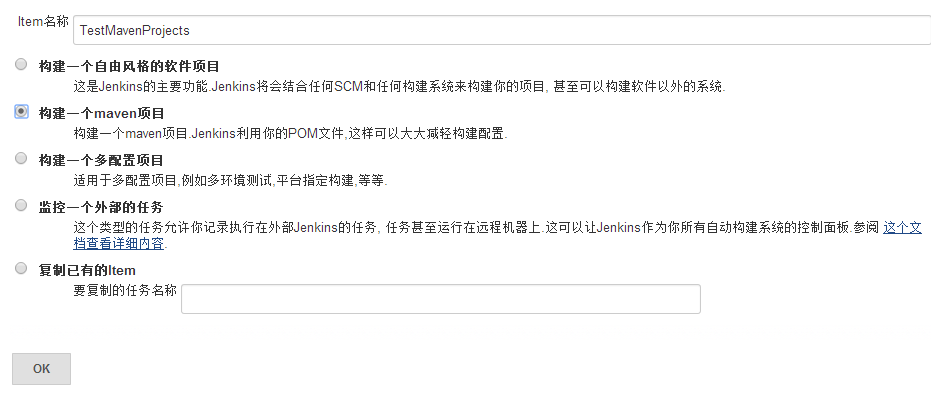 Item名称 TestMavenProjects
构建一个自由风格的软件项目
这是Jenkins的主要功能.Jenkins将会结合任何SCM和任何构建系统来构建你的项目, 甚至可以构建软件以外的系统.
构建一个maven项目
构建一个maven项目.Jenkins利用你的POM文件,这样可以大大减轻构建配置.
构建一个多配置项目
适用于多配置项目,例如多环境测试,平台指定构建,等等.
监控一个外部的任务
这个类型的任务允许你记录执行在外部Jenkins的任务, 任务甚至运行在远程机器上.这可以让Jenkins作为你所有自动构建系统的控制面板.参阅 这个文
档查看详细内容.
复制已有的Item
要复制的任务名称
OK